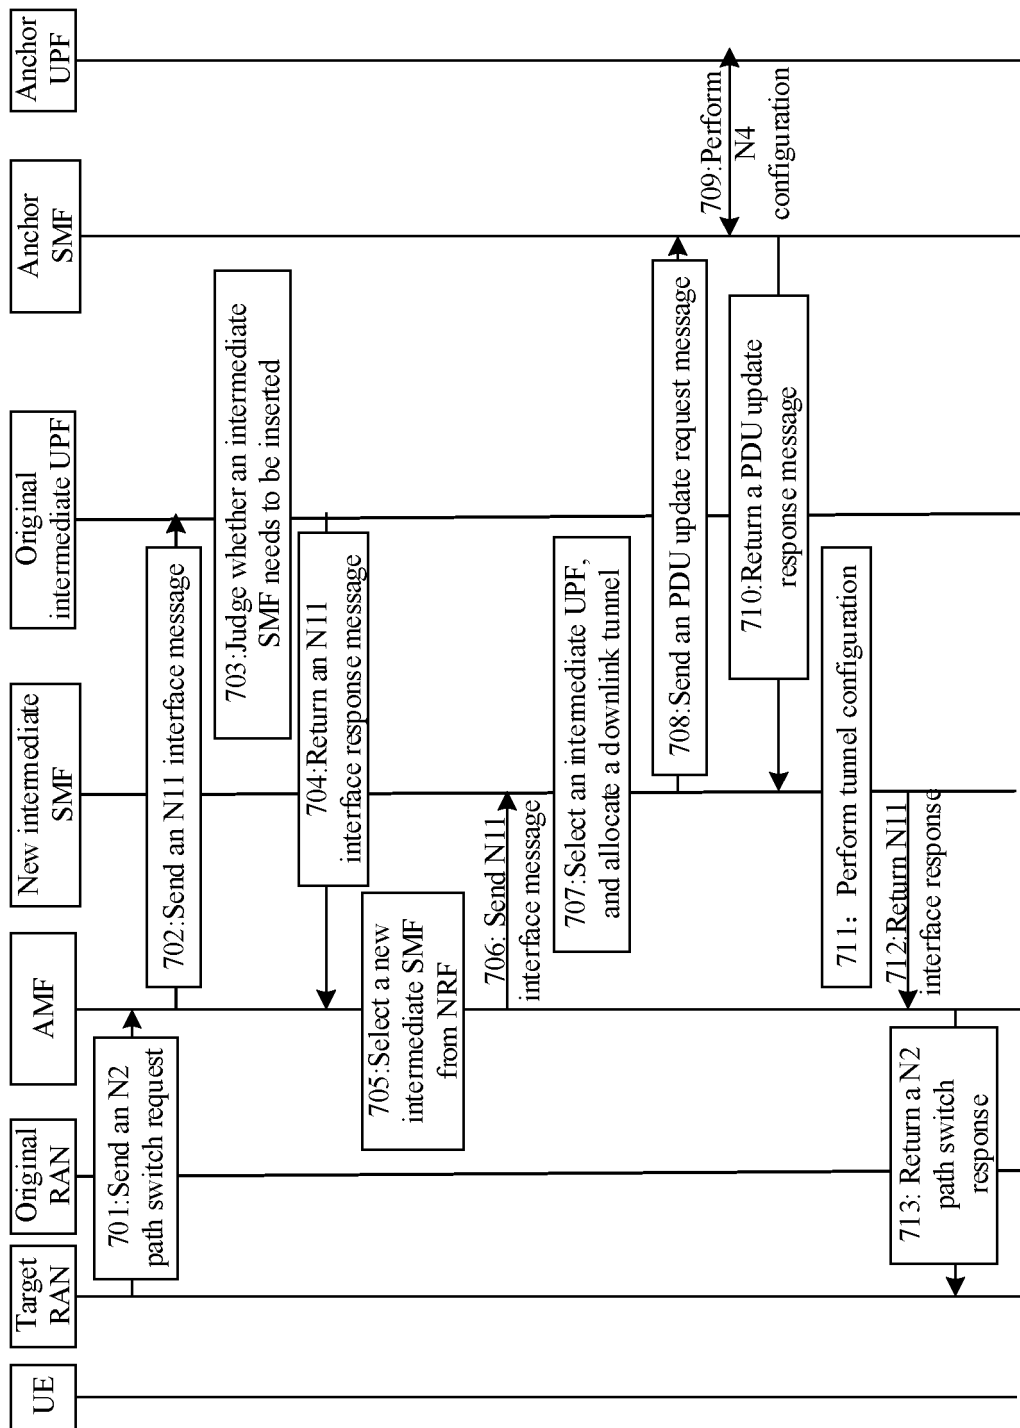 UE
Target
RAN
Original
RAN
AMF
New intermediate
SMF
Original
intermediate UPF
Anchor
SMF
Anchor
UPF
701:Send an N2
path switch request
702:Send an N11 interface message
703:Judge whether an intermediate
SMF needs to be inserted
704:Return an N11
interface response message
705:Select a new
intermediate SMF
from NRF
706: Send N11
interface message
707:Select an intermediate UPF,
and allocate a downlink tunnel
708:Send an PDU update request message
709:Perform
N4
configuration
710:Return a PDU update
response message
711: Perform tunnel configuration
712:Return N11
interface response
713: Return a N2
path switch
response